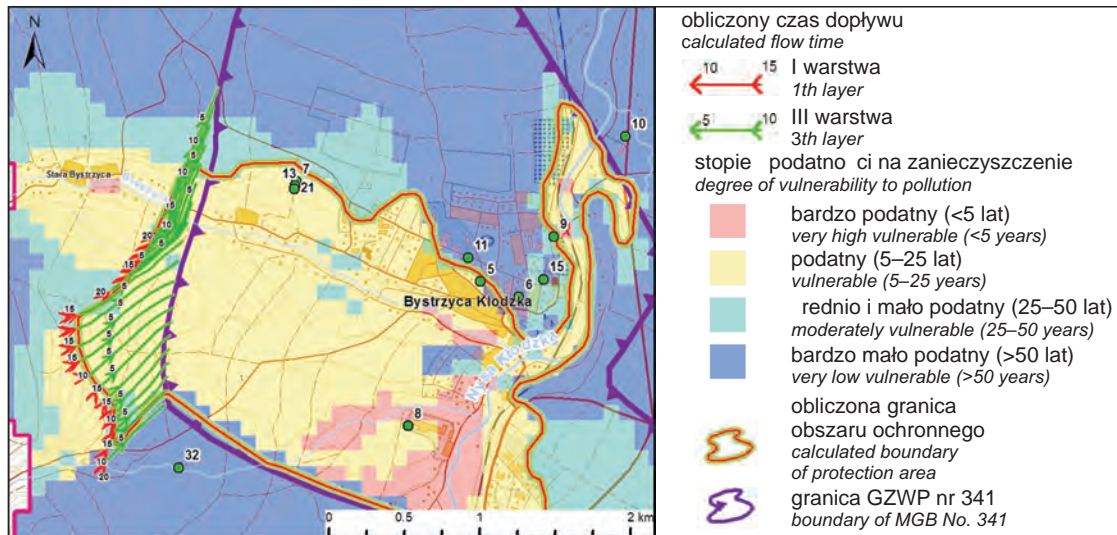 N
Stara Bystrzyca
13 7
21
10
9
11
5
15
6
Bystrzyca Kłodzka
8
32
0 0.5 1 2 km
obliczony czas dopływu
calculated flow time
10 15
I warstwa
1th layer
5 10
III warstwa
3th layer
stopie podatno ci na zanieczyszczenie
degree of vulnerability to pollution
bardzo podatny (<5 lat)
very high vulnerable (<5 years)
podatny (5–25 lat)
vulnerable (5–25 years)
rednio i mało podatny (25–50 lat)
moderately vulnerable (25–50 years)
bardzo mało podatny (>50 lat)
very low vulnerable (>50 years)
obliczona granica
obszaru ochronnego
calculated boundary
of protection area
granica GZWP nr 341
boundary of MGB No. 341